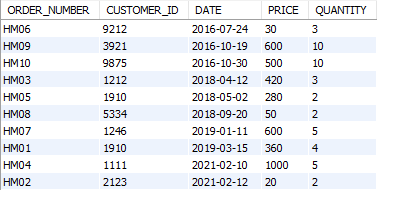 ORDER_NUMBER CUSTOMER_ID DATE PRICE QUANTITY
HM06 9212 2016-07-24 30 3
HM09 3921 2016-10-19 600 10
HM10 9875 2016-10-30 500 10
HM03 1212 2018-04-12 420 3
HM05 1910 2018-05-02 280 2
HM08 5334 2018-09-20 50 2
HM07 1246 2019-01-11 600 5
HM01 1910 2019-03-15 360 4
HM04 1111 2021-02-10 1000 5
HM02 2123 2021-02-12 20 2